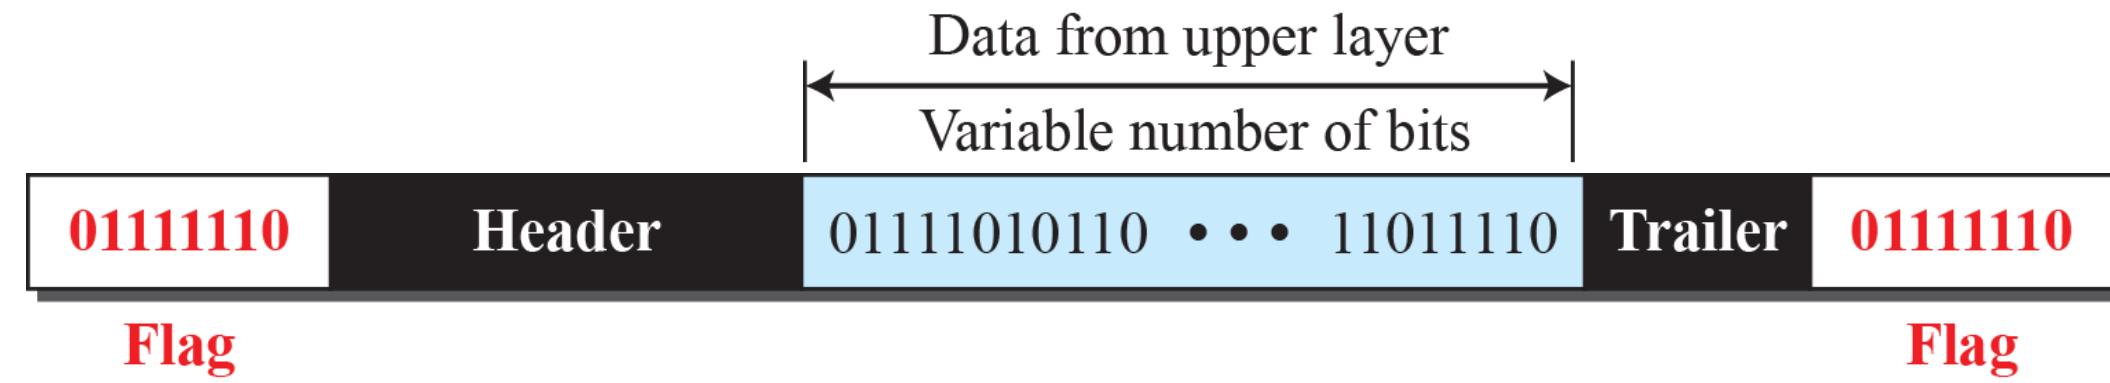 Data from upper layer
Variable number of bits
01111110 Header 01111010110 • • • 11011110 Trailer 01111110
Flag Flag